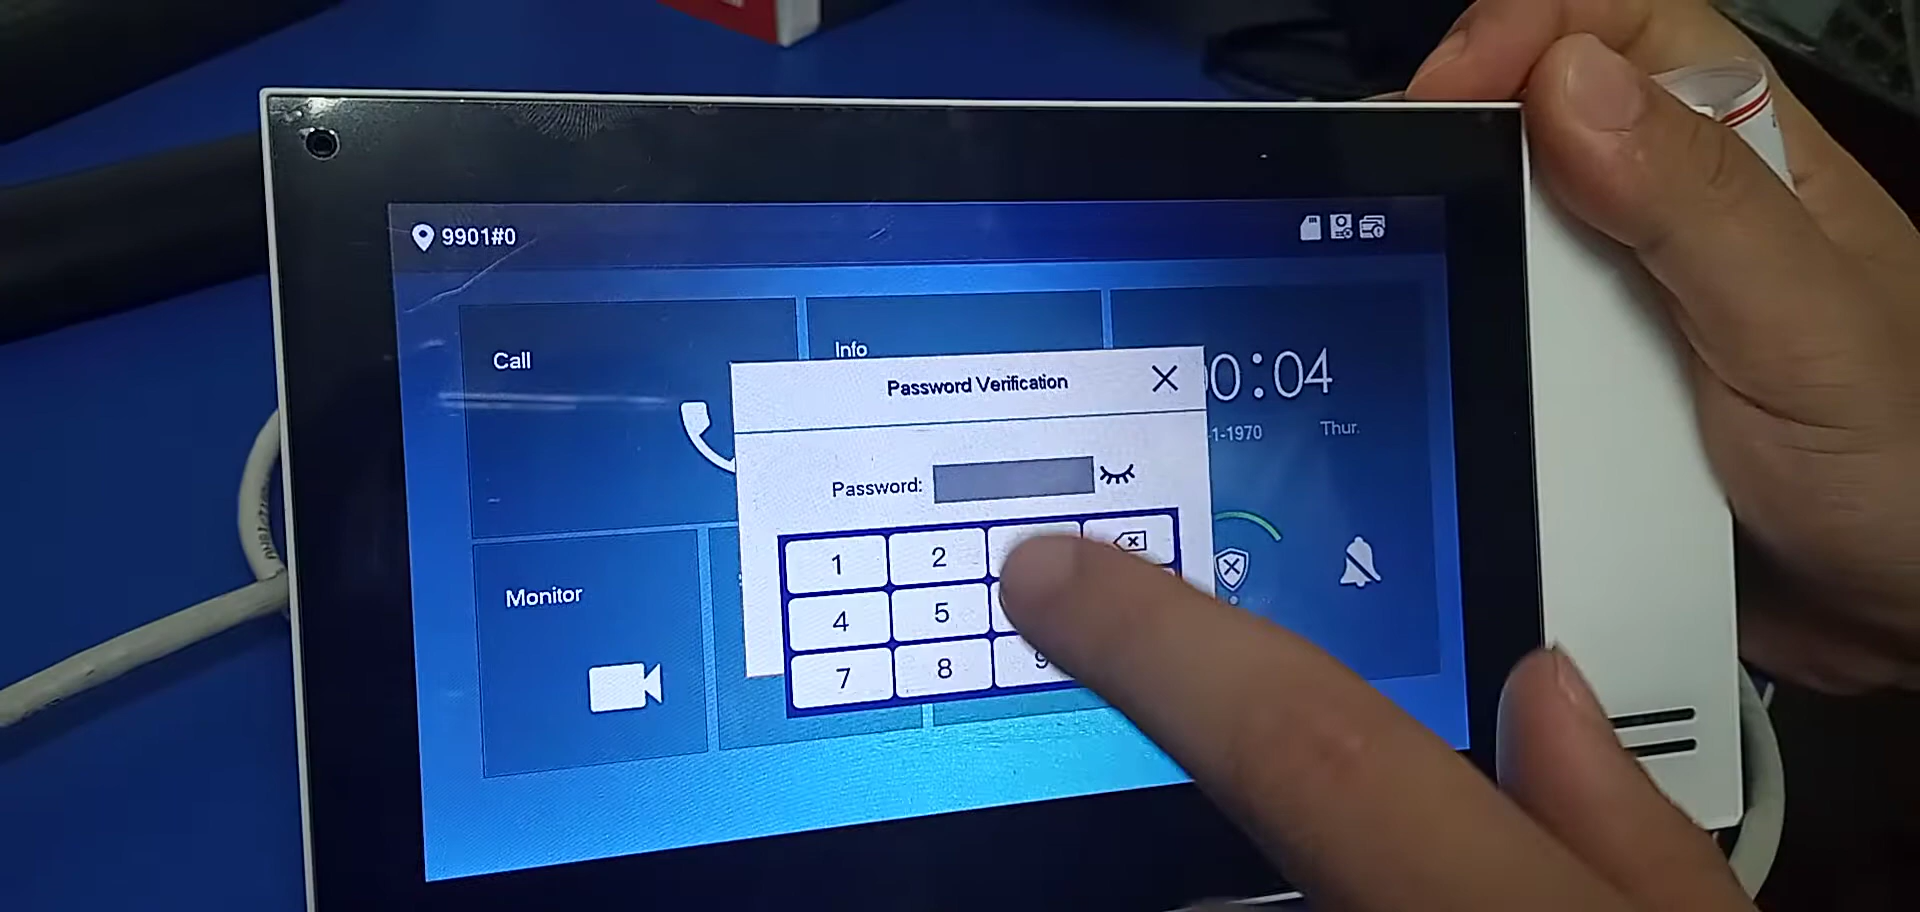 9901#0
Call
Info
0:04
1-1970
Thur.
Password Verification
Password:
1
2
4
5
7
8
9
Monitor